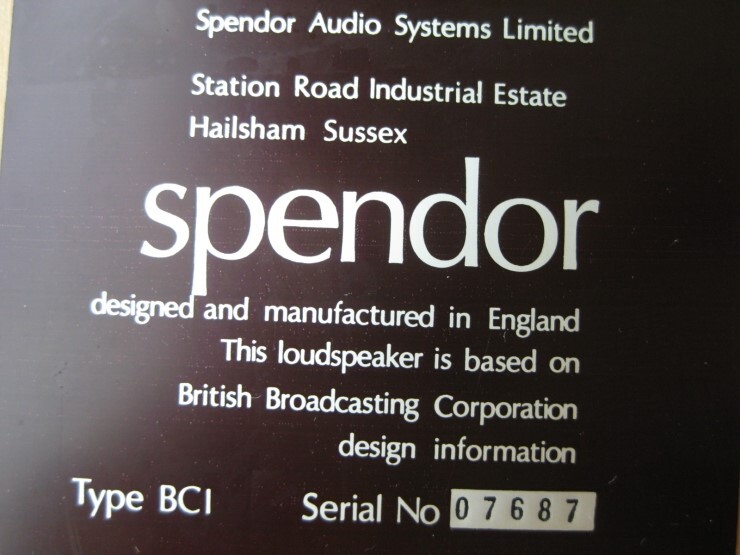 Spendor Audio Systems Limited
Station Road Industrial Estate
Hailsham Sussex
spendor
designed and manufactured in England
This loudspeaker is based on
British Broadcasting Corporation
design information
Type BC1 Serial No 07687